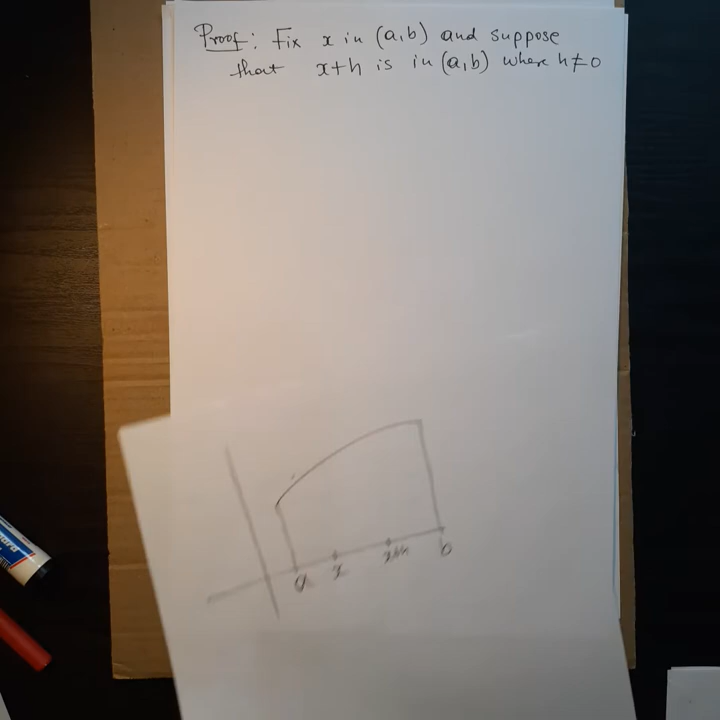 Proof: Fix x in (a,b) and suppose
that x+h is in (a,b) where h≠0
a x x+h b